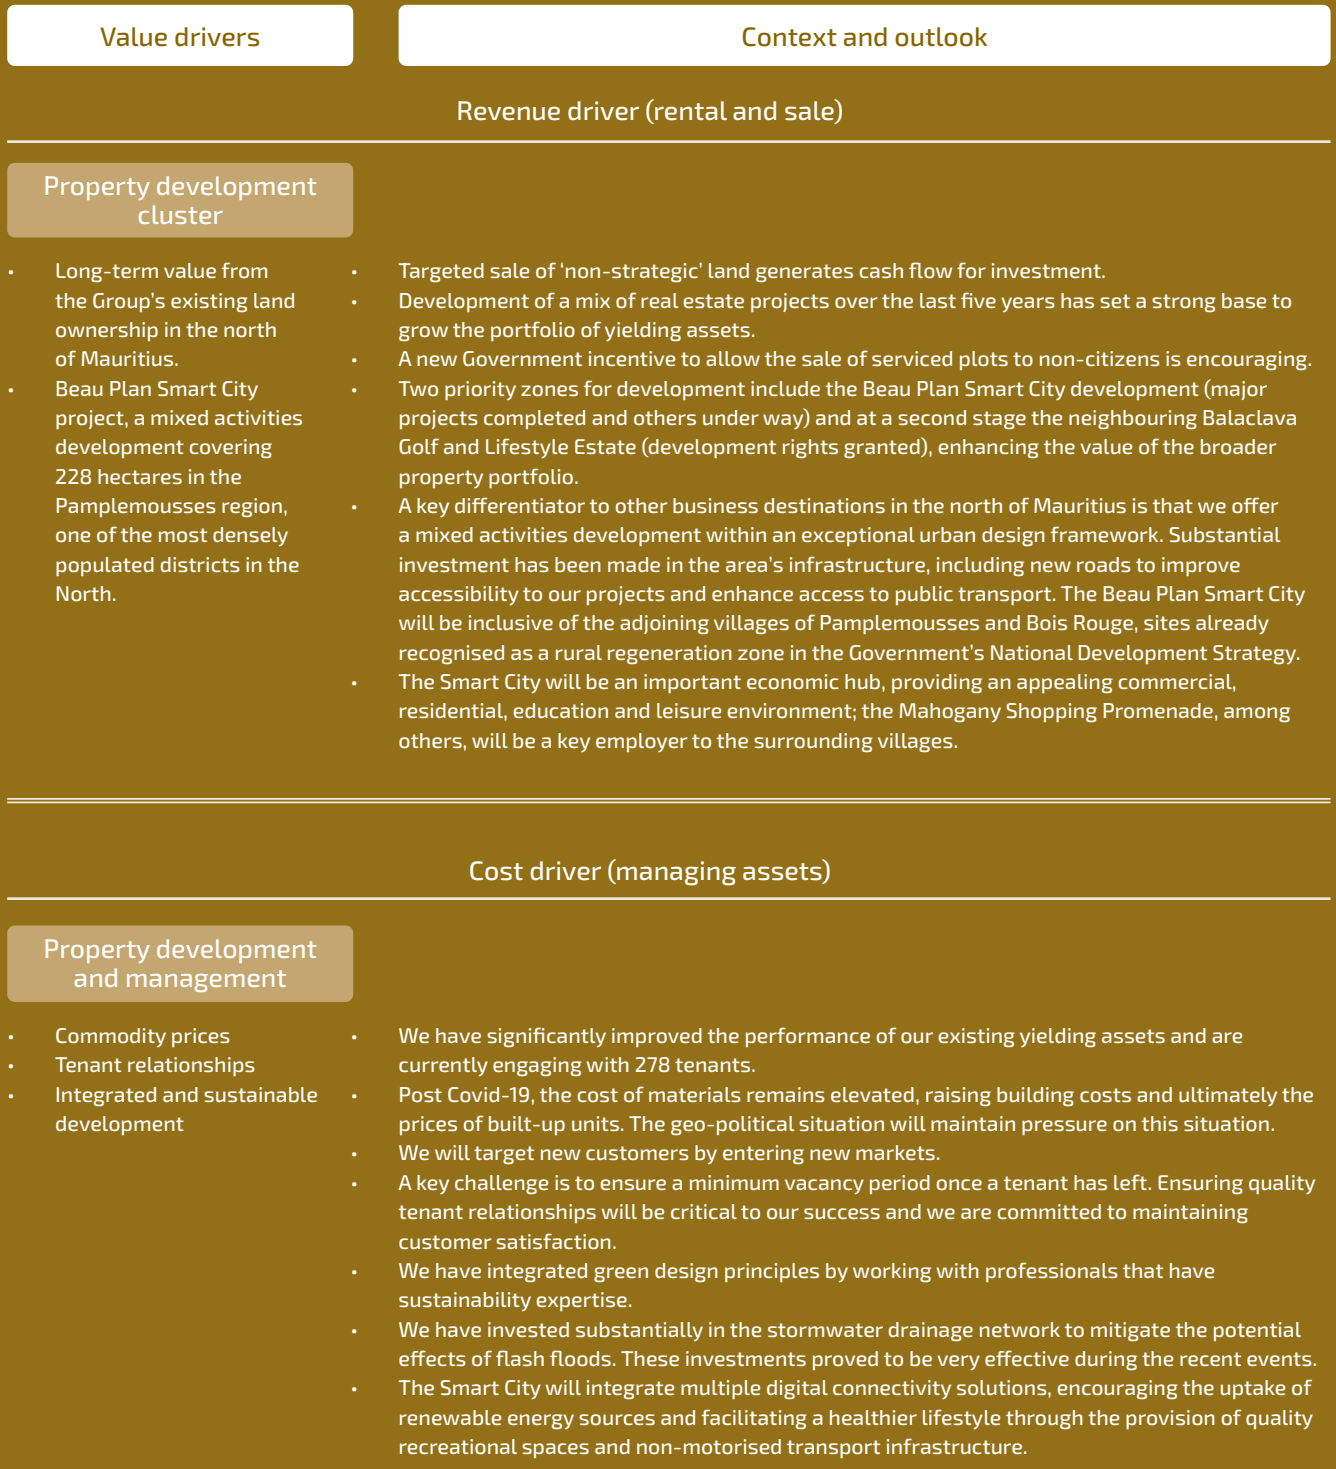 Value drivers
Context and outlook
Revenue driver (rental and sale)
Property development
cluster
• Long-term value from
the Group's existing land
ownership in the north
of Mauritius.
• Beau Plan Smart City
project, a mixed activities
development covering
228 hectares in the
Pamplemousses region,
one of the most densely
populated districts in the
North.
• Targeted sale of ‘non-strategic’ land generates cash flow for investment.
• Development of a mix of real estate projects over the last five years has set a strong base to
grow the portfolio of yielding assets.
• A new Government incentive to allow the sale of serviced plots to non-citizens is encouraging.
• Two priority zones for development include the Beau Plan Smart City development (major
projects completed and others under way) and at a second stage the neighbouring Balaclava
Golf and Lifestyle Estate (development rights granted), enhancing the value of the broader
property portfolio.
• A key differentiator to other business destinations in the north of Mauritius is that we offer
a mixed activities development within an exceptional urban design framework. Substantial
investment has been made in the area's infrastructure, including new roads to improve
accessibility to our projects and enhance access to public transport. The Beau Plan Smart City
will be inclusive of the adjoining villages of Pamplemousses and Bois Rouge, sites already
recognised as a rural regeneration zone in the Government's National Development Strategy.
• The Smart City will be an important economic hub, providing an appealing commercial,
residential, education and leisure environment; the Mahogany Shopping Promenade, among
others, will be a key employer to the surrounding villages.
Cost driver (managing assets)
Property development
and management
• Commodity prices
• Tenant relationships
• Integrated and sustainable
development
• We have significantly improved the performance of our existing yielding assets and are
currently engaging with 278 tenants.
• Post Covid-19, the cost of materials remains elevated, raising building costs and ultimately the
prices of built-up units. The geo-political situation will maintain pressure on this situation.
• We will target new customers by entering new markets.
• A key challenge is to ensure a minimum vacancy period once a tenant has left. Ensuring quality
tenant relationships will be critical to our success and we are committed to maintaining
customer satisfaction.
• We have integrated green design principles by working with professionals that have
sustainability expertise.
• We have invested substantially in the stormwater drainage network to mitigate the potential
effects of flash floods. These investments proved to be very effective during the recent events.
• The Smart City will integrate multiple digital connectivity solutions, encouraging the uptake of
renewable energy sources and facilitating a healthier lifestyle through the provision of quality
recreational spaces and non-motorised transport infrastructure.